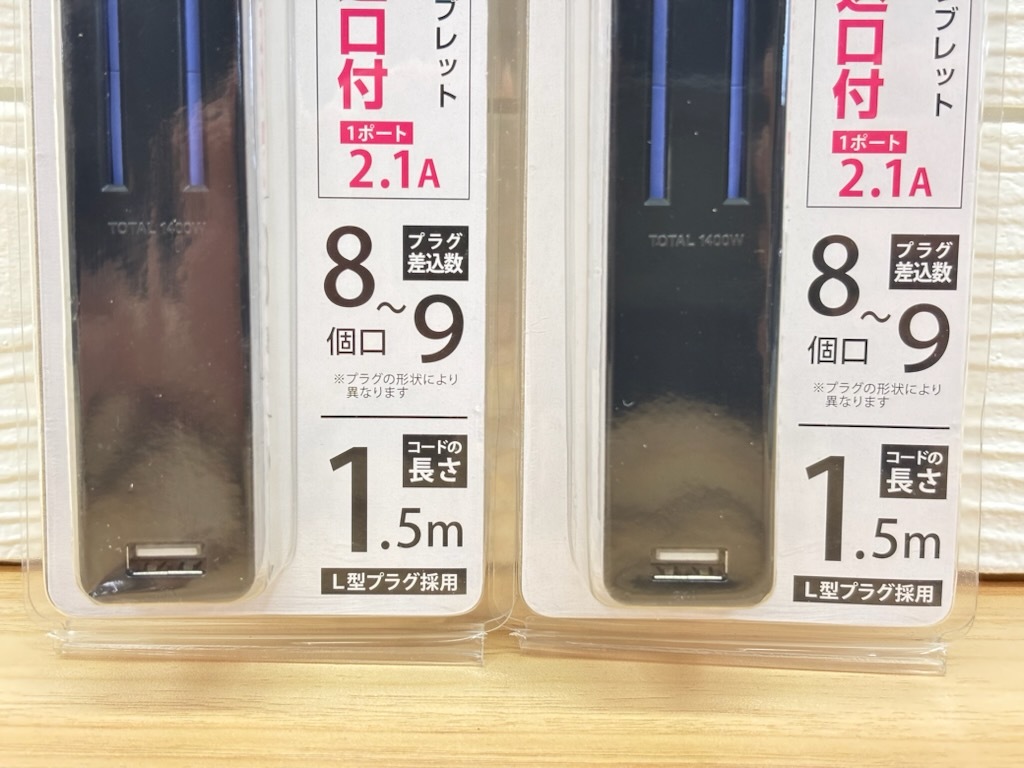 ブレット
口付
1ポート
2.1A
TOTAL 1400W
8～9
個口
プラグ
差込数
※プラグの形状により
異なります
コードの
長さ
1.5m
L型プラグ採用
ブレット
口付
1ポート
2.1A
TOTAL 1400W
8～9
個口
プラグ
差込数
※プラグの形状により
異なります
コードの
長さ
1.5m
L型プラグ採用